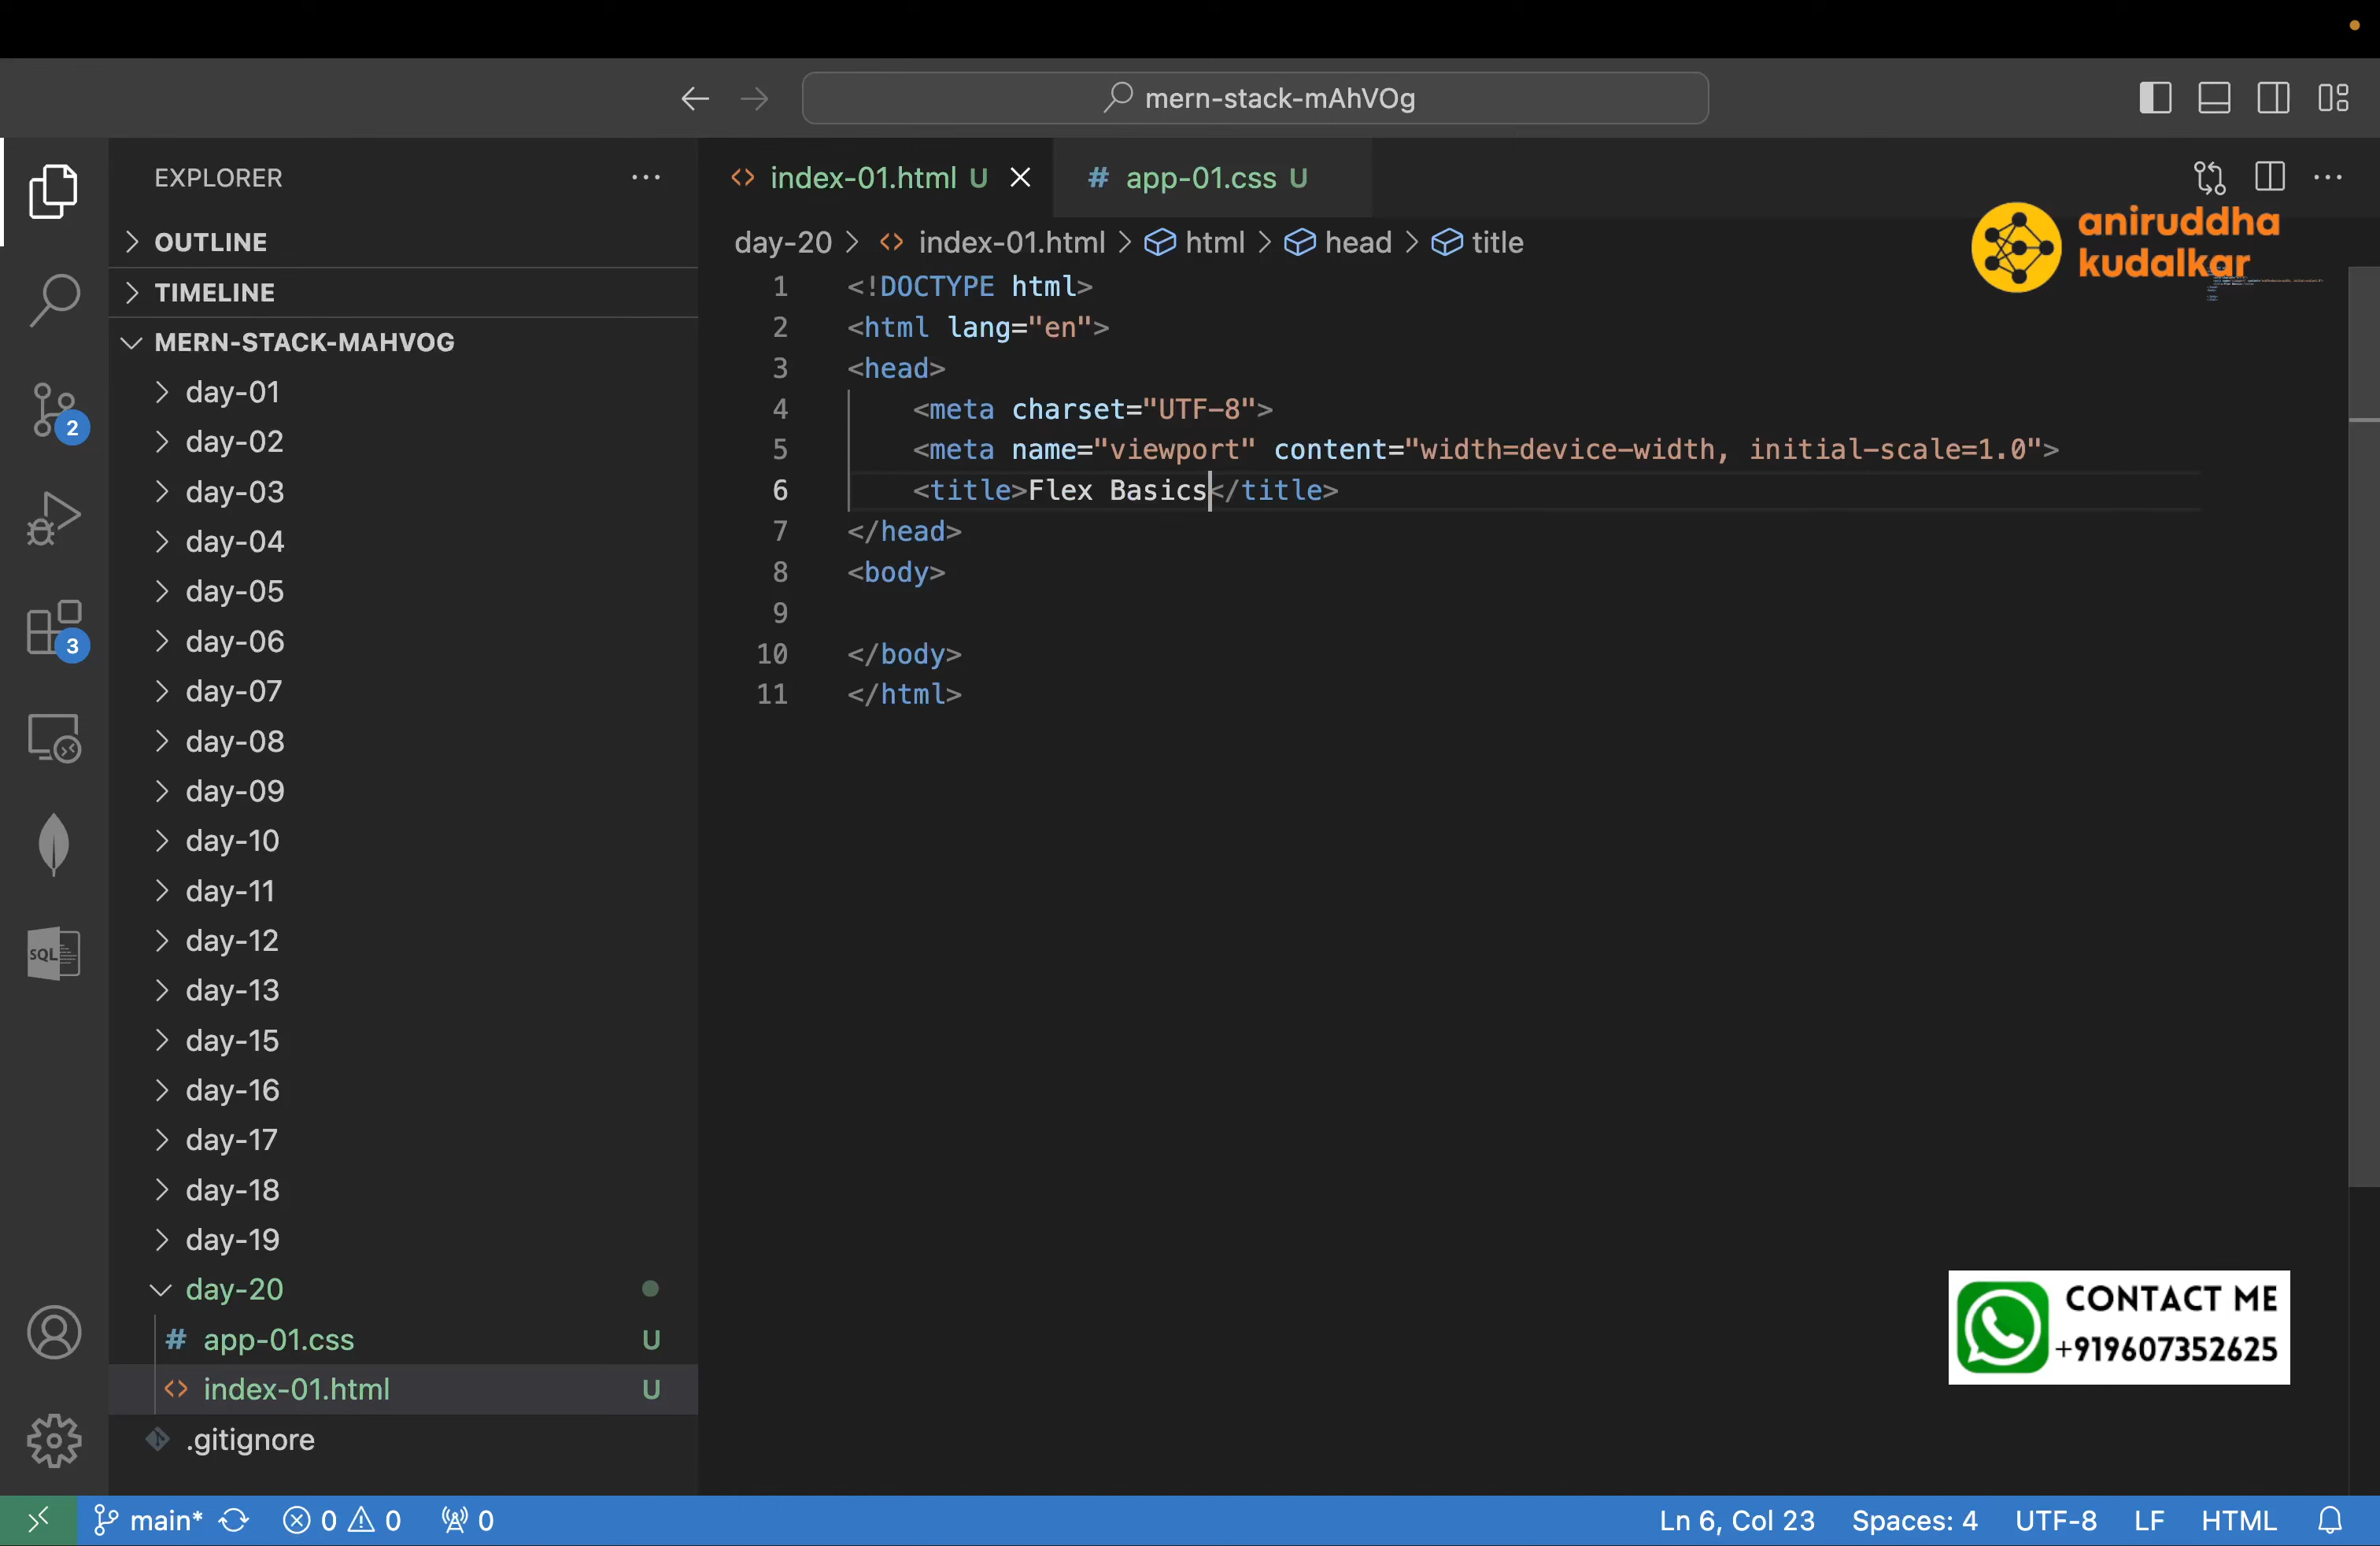 mern-stack-mAhVOg
EXPLORER
OUTLINE
TIMELINE
MERN-STACK-MAHVOG
day-01
day-02
day-03
day-04
day-05
day-06
day-07
day-08
day-09
day-10
day-11
day-12
day-13
day-15
day-16
day-17
day-18
day-19
day-20
# app-01.css U
<> index-01.html U
.gitignore
2
3
SQL
<> index-01.html U
# app-01.css U
day-20 > <> index-01.html > html > head > title
aniruddha
kudalkar
1 <!DOCTYPE html>
2 <html lang="en">
3 <head>
4 <meta charset="UTF-8">
5 <meta name="viewport" content="width=device-width, initial-scale=1.0">
6 <title>Flex Basics</title>
7 </head>
8 <body>
9
10 </body>
11 </html>
CONTACT ME
+919607352625
main* 0 0 0 Ln 6, Col 23 Spaces: 4 UTF-8 LF HTML